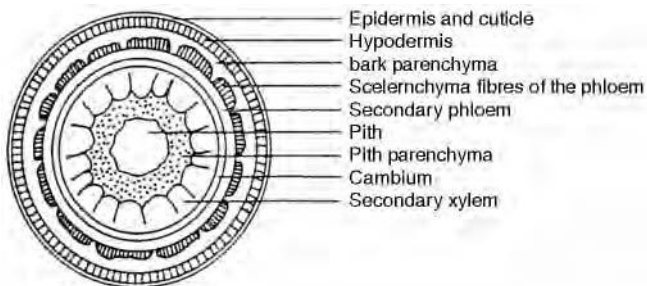 Epidermis and cuticle
Hypodermis
bark parenchyma
Scelernchyma fibres of the phloem
Secondary phloem
Pith
Pith parenchyma
Cambium
Secondary xylem